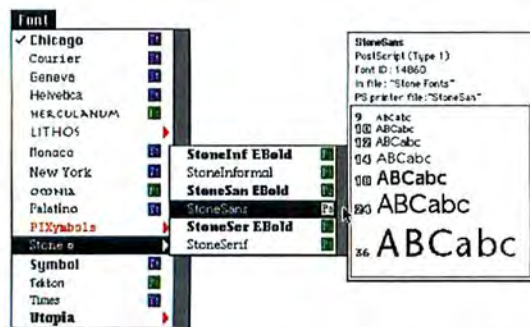 Font
✓ Chicago
Courier
Geneva
Helvetica
HERCULANUM
LITHOS
Monaco
New York
OMNIA
Palatino
PIXymbols
Stone
Symbol
Tekton
Times
Utopia
StoneInf EBold
StoneInformal
StoneSan EBold
StoneSans
StoneSer EBold
StoneSerif
StoneSans
PostScript (Type 1)
Font ID: 14860
In file: "Stone Fonts"
PS printer file: "StoneSan"
9 ABCabc
10 ABCabc
12 ABCabc
14 ABCabc
18 ABCabc
24 ABCabc
36 ABCabc